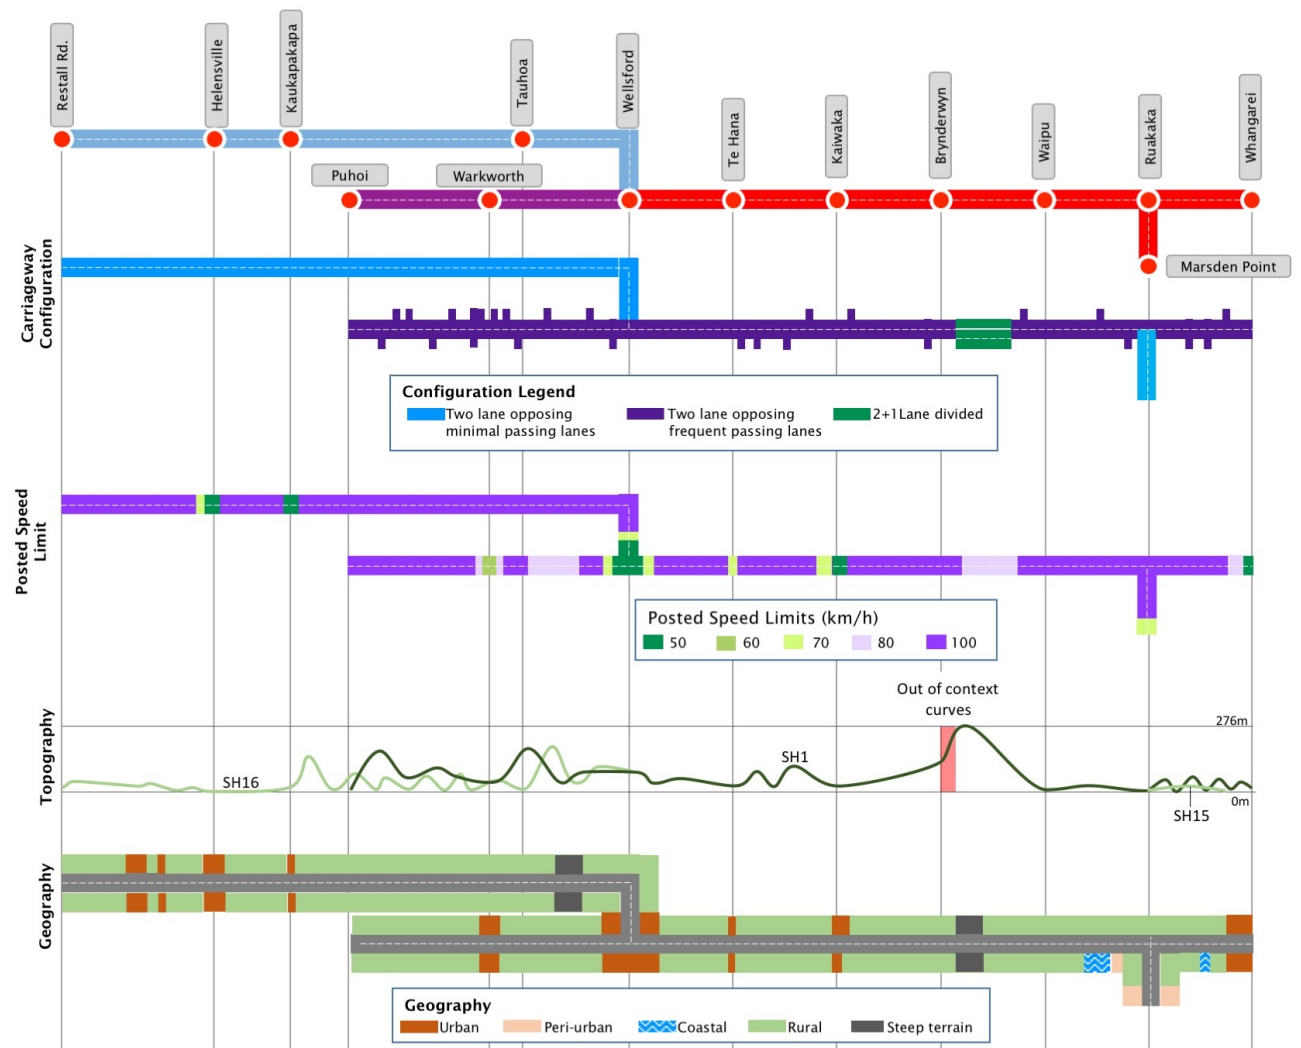 Restall Rd.
Helensville
Kaukapakapa
Tauhoa
Wellsford
Te Hana
Kaiwaka
Brynderwyn
Waipu
Ruakaka
Whangarei
Puhoi
Warkworth
Marsden Point
Carriageway
Configuration
Configuration Legend
Two lane opposing
minimal passing lanes
Two lane opposing
frequent passing lanes
2+1Lane divided
Posted Speed
Limit
Posted Speed Limits (km/h)
50
60
70
80
100
Out of context
curves
Topography
276m
SH16
SH1
0m
SH15
Geography
Geography
Urban
Peri-urban
Coastal
Rural
Steep terrain